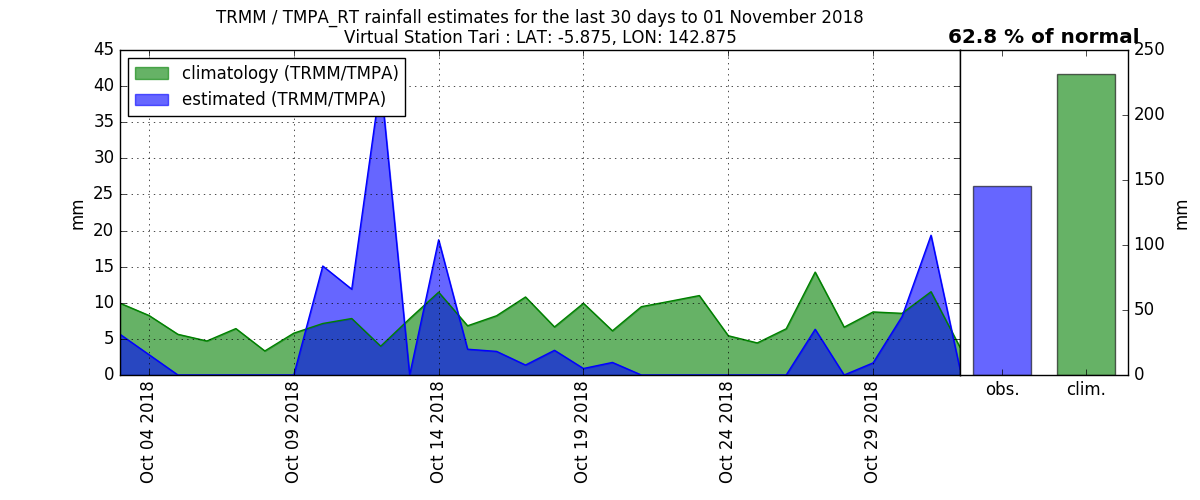 TRMM / TMPA_RT rainfall estimates for the last 30 days to 01 November 2018
Virtual Station Tari : LAT: -5.875, LON: 142.875
62.8 % of normal
climatology (TRMM/TMPA)
estimated (TRMM/TMPA)
45
40
35
30
25
20
15
10
5
0
mm
Oct 04 2018
Oct 09 2018
Oct 14 2018
Oct 19 2018
Oct 24 2018
Oct 29 2018
250
200
150
100
50
0
mm
obs.
clim.